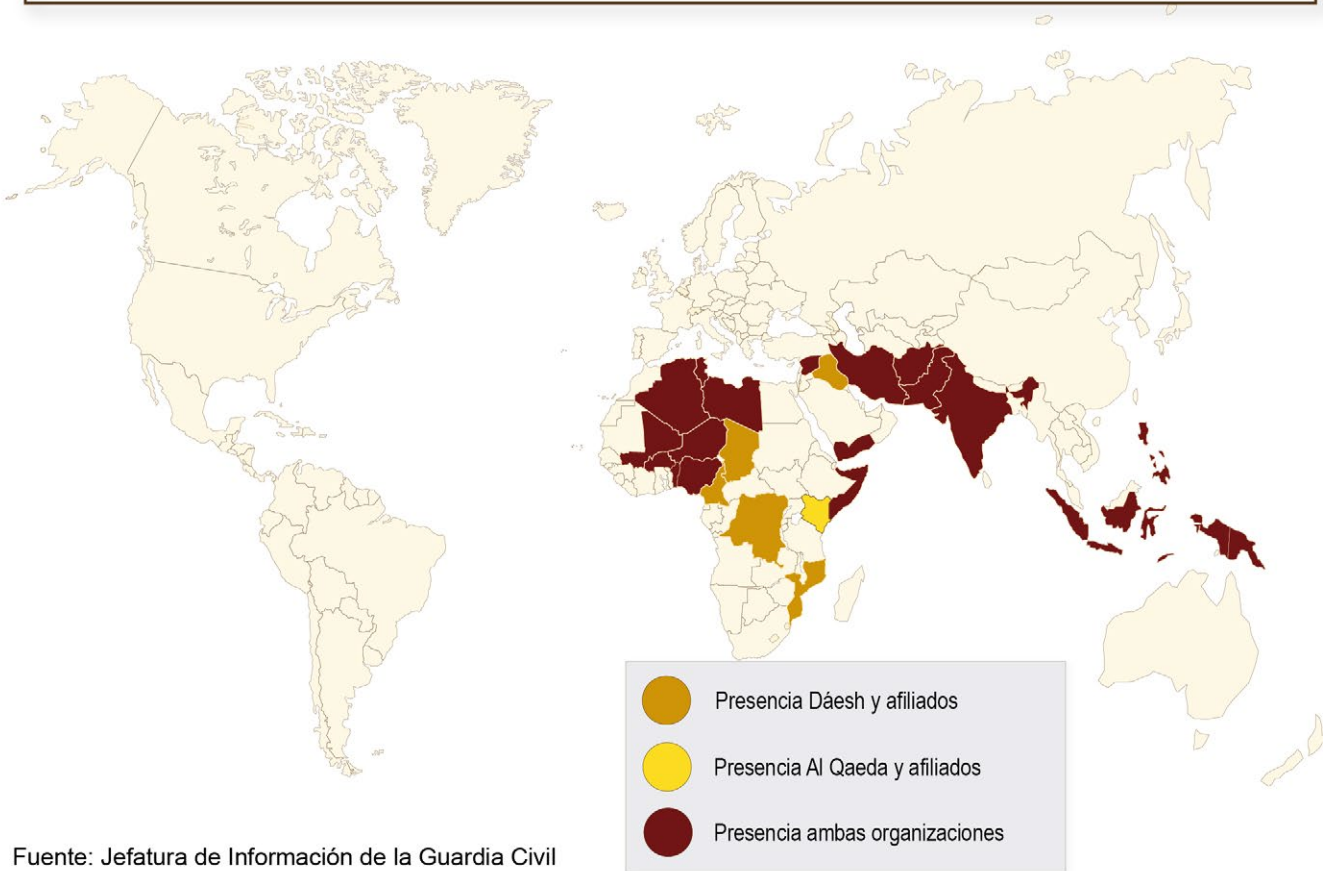 Presencia Dáesh y afiliados
Presencia Al Qaeda y afiliados
Presencia ambas organizaciones
Fuente: Jefatura de Información de la Guardia Civil